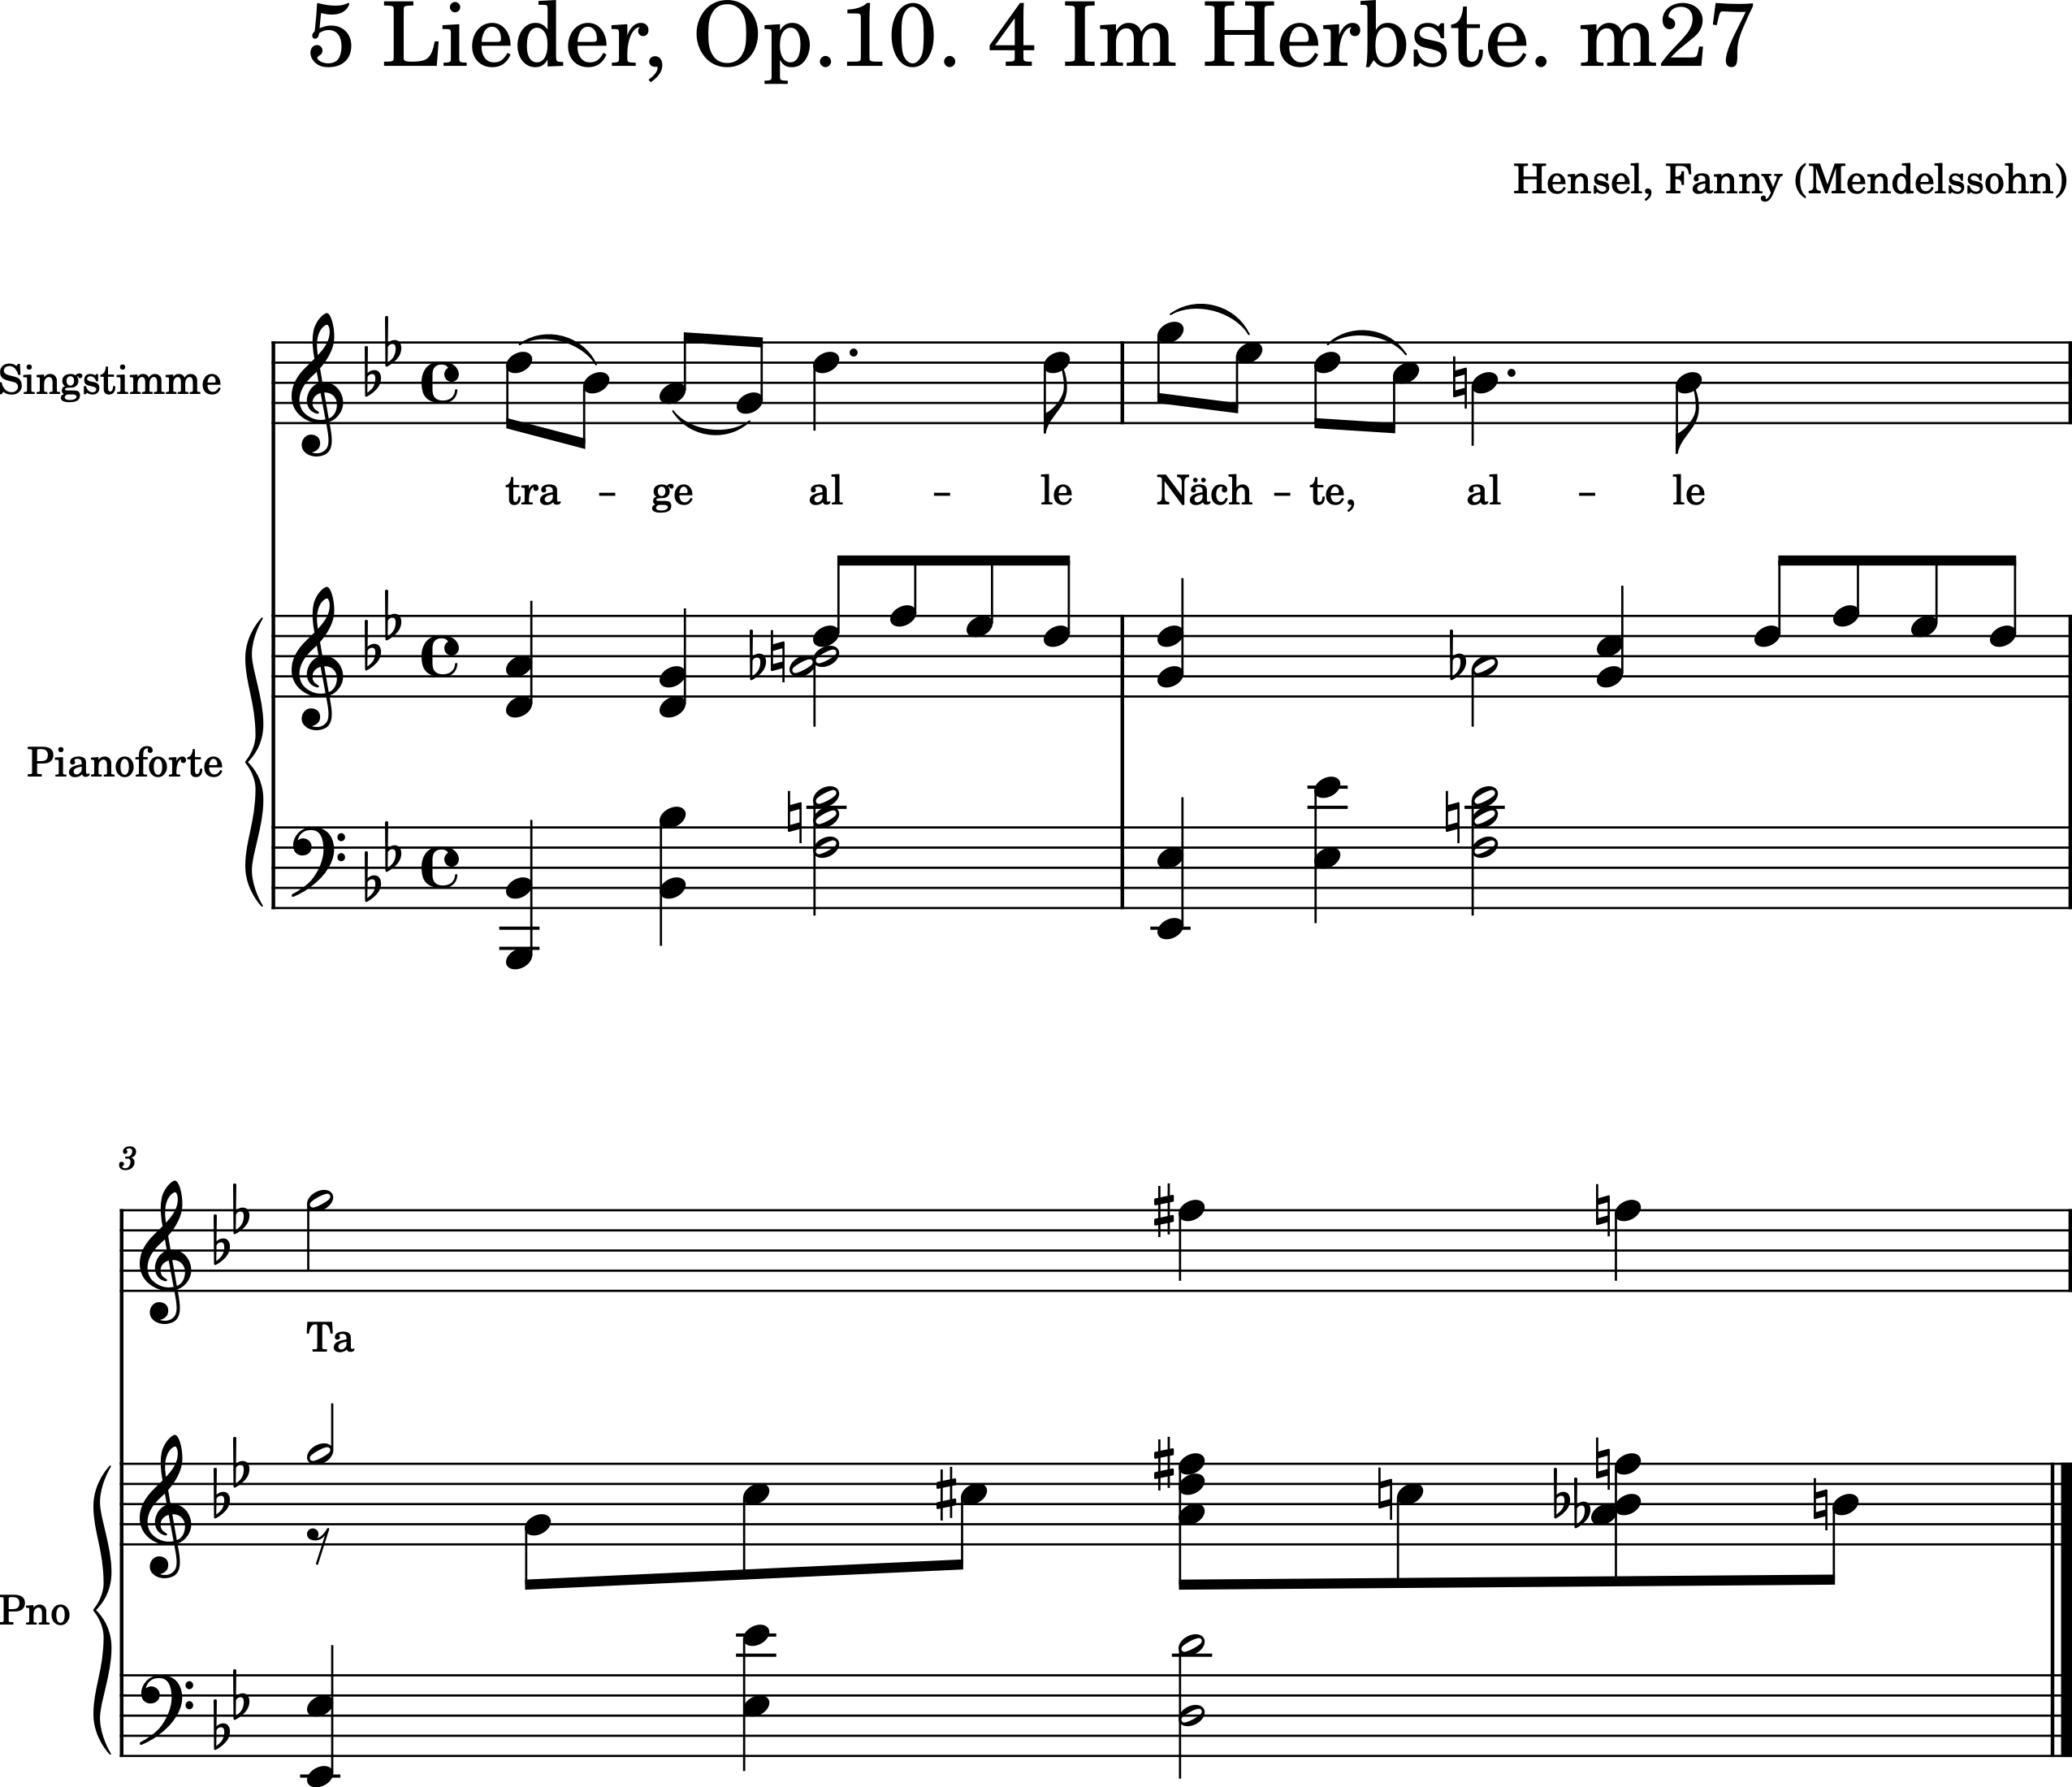 5 Lieder, Op.10. 4 Im Herbste. m27
Hensel, Fanny (Mendelssohn)
Singstimme
tra - ge al - le Näch - te, al - le
Pianoforte
3
Ta
Pno